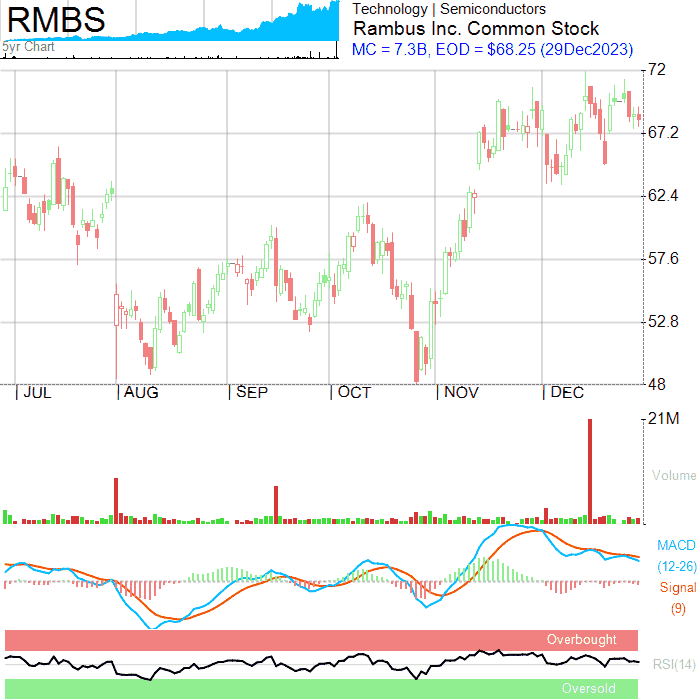 RMBS
5yr Chart
Technology | Semiconductors
Rambus Inc. Common Stock
MC = 7.3B, EOD = $68.25 (29Dec2023)
72
67.2
62.4
57.6
52.8
48
JUL AUG SEP OCT NOV DEC
21M
Volume
MACD
(12-26)
Signal
(9)
Overbought
RSI(14)
Oversold